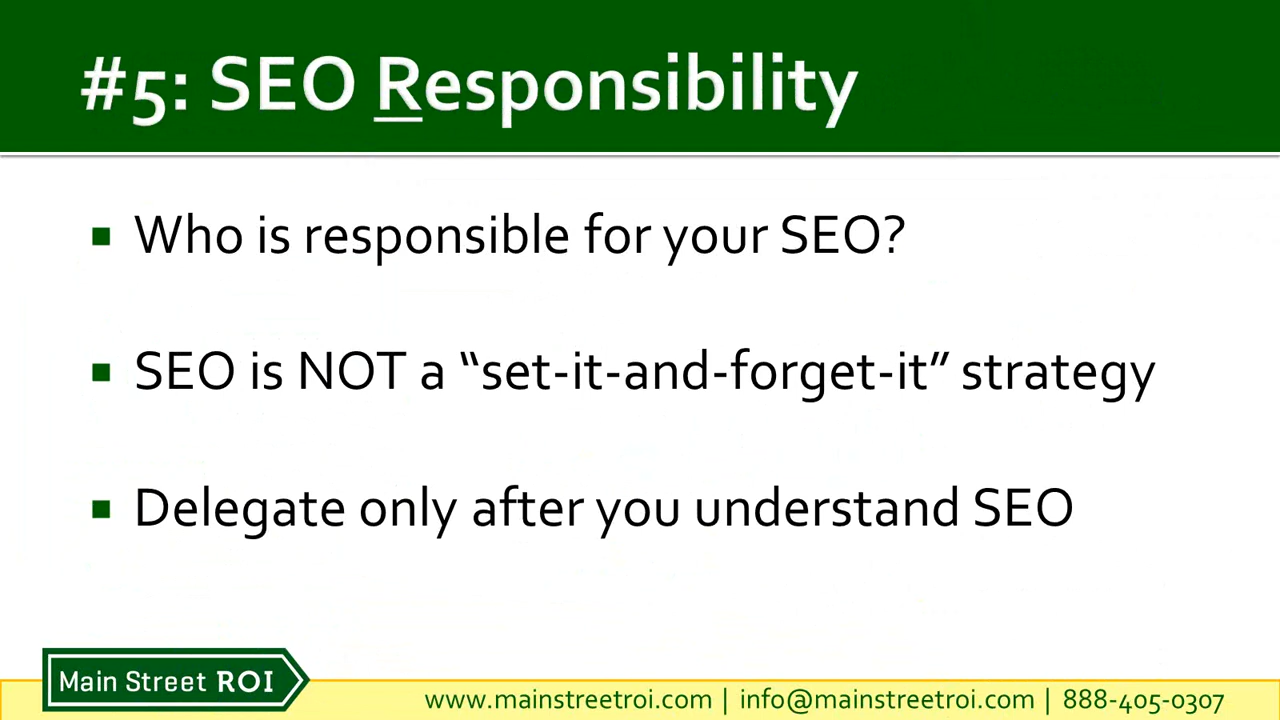 #5: SEO Responsibility
Who is responsible for your SEO?
SEO is NOT a “set-it-and-forget-it” strategy
Delegate only after you understand SEO
Main Street ROI
www.mainstreetroi.com | info@mainstreetroi.com | 888-405-0307